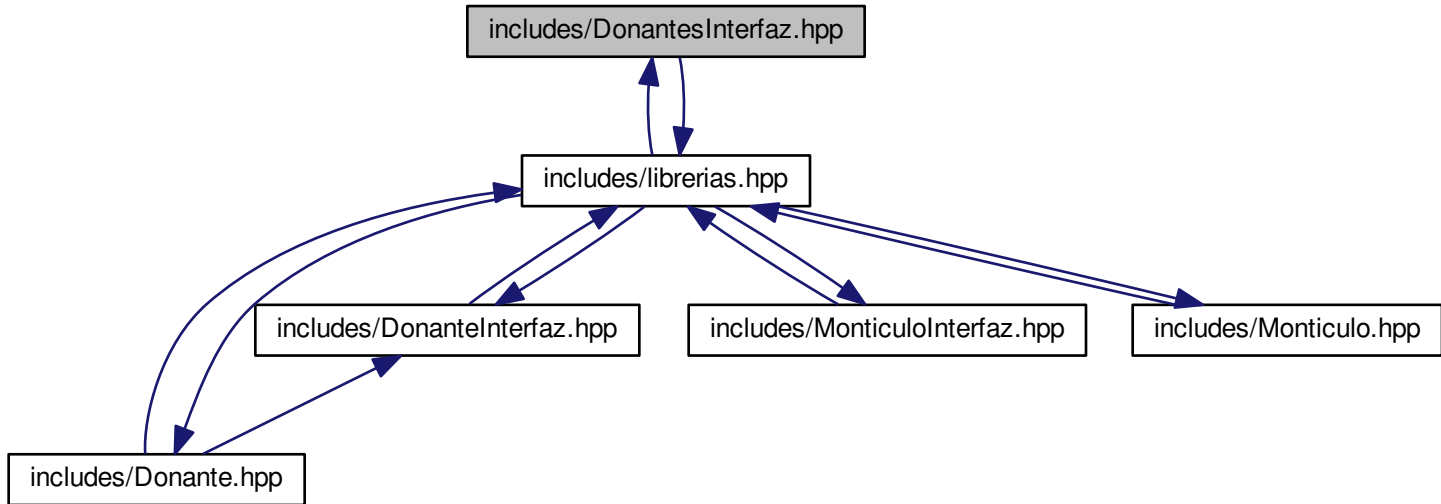 includes/DonantesInterfaz.hpp
includes/librerias.hpp
includes/DonanteInterfaz.hpp
includes/MonticuloInterfaz.hpp
includes/Monticulo.hpp
includes/Donante.hpp